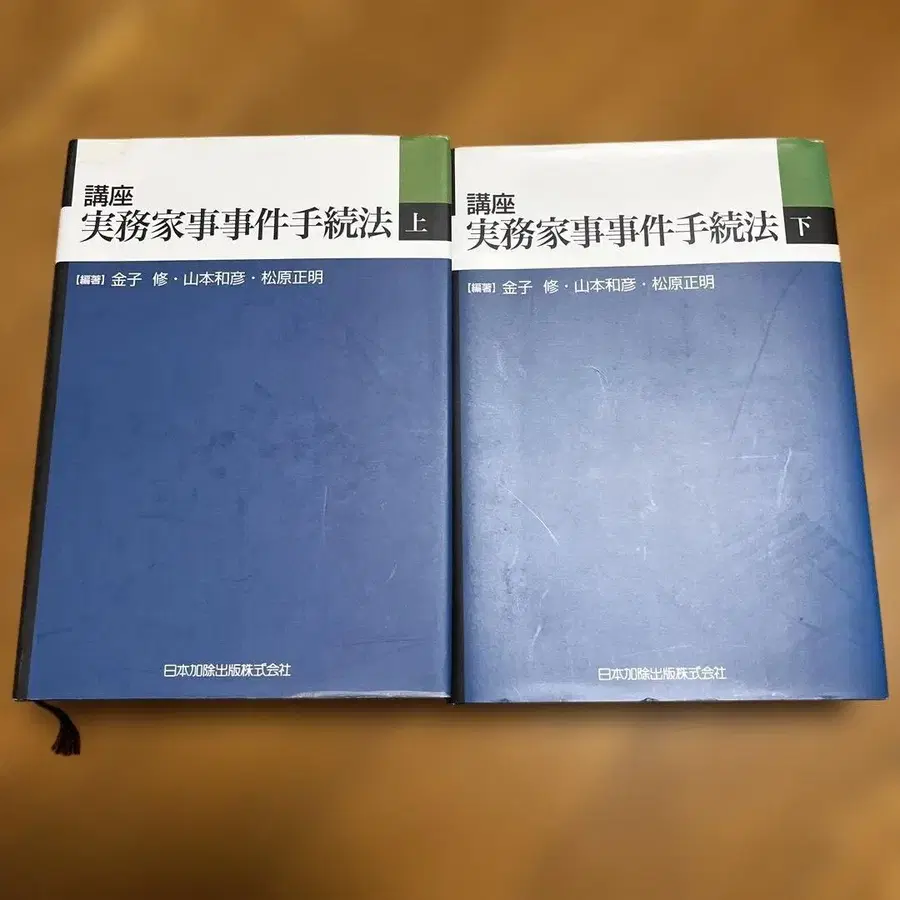 講座
実務家事事件手続法 上
[編著] 金子 修・山本和彦・松原正明
日本加除出版株式会社
講座
実務家事事件手続法 下
[編著] 金子 修・山本和彦・松原正明
日本加除出版株式会社